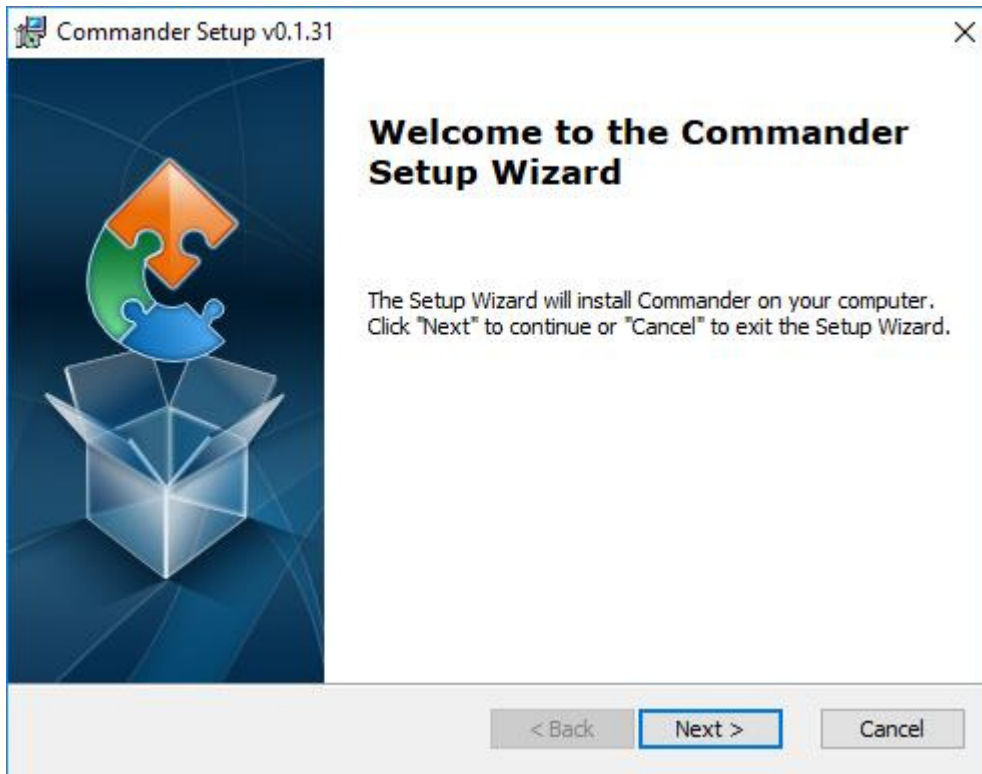 Commander Setup v0.1.31
Welcome to the Commander
Setup Wizard
The Setup Wizard will install Commander on your computer.
Click "Next" to continue or "Cancel" to exit the Setup Wizard.
< Back
Next >
Cancel